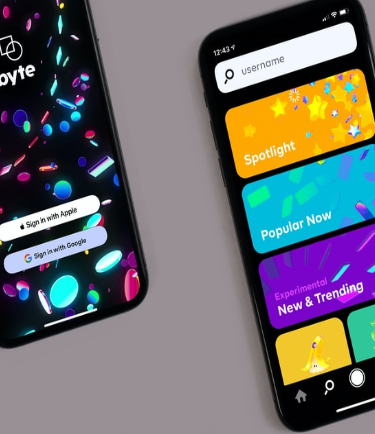 byte
Sign in with Apple
Sign in with Google
12:43
username
Spotlight
Popular Now
Experimental
New & Trending